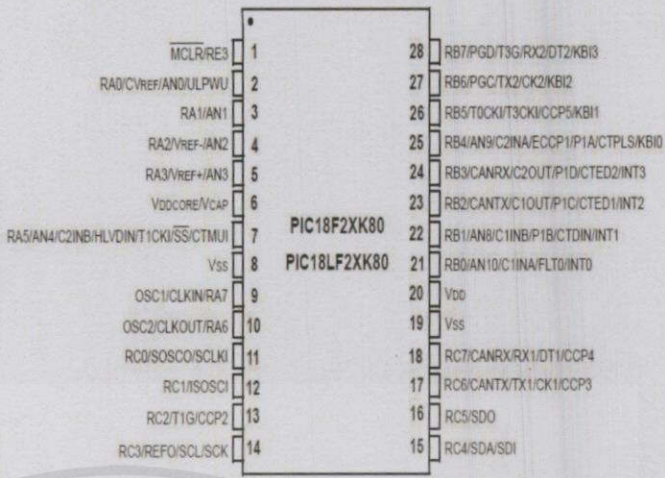 MCLR/RE3 1
RA0/CVREF/AN0/ULPWU 2
RA1/AN1 3
RA2/VREF-/AN2 4
RA3/VREF+/AN3 5
VDDCORE/VCAP 6
RA5/AN4/C2INB/HLVDIN/T1CKI/SS/CTMUI 7
VSS 8
OSC1/CLKIN/RA7 9
OSC2/CLKOUT/RA6 10
RC0/SOSCO/SCLKI 11
RC1/ISOSCI 12
RC2/T1G/CCP2 13
RC3/REFO/SCL/SCK 14
PIC18F2XK80
PIC18LF2XK80
28 RB7/PGD/T3G/RX2/DT2/KBI3
27 RB6/PGC/TX2/CK2/KBI2
26 RB5/T0CKI/T3CKI/CCP5/KBI1
25 RB4/AN9/C2INA/ECCP1/P1A/CTPLS/KBI0
24 RB3/CANRX/C2OUT/P1D/CTED2/INT3
23 RB2/CANTX/C1OUT/P1C/CTED1/INT2
22 RB1/AN8/C1INB/P1B/CTDIN/INT1
21 RB0/AN10/C1INA/FLT0/INT0
20 VDD
19 VSS
18 RC7/CANRX/RX1/DT1/CCP4
17 RC6/CANTX/TX1/CK1/CCP3
16 RC5/SDO
15 RC4/SDA/SDI